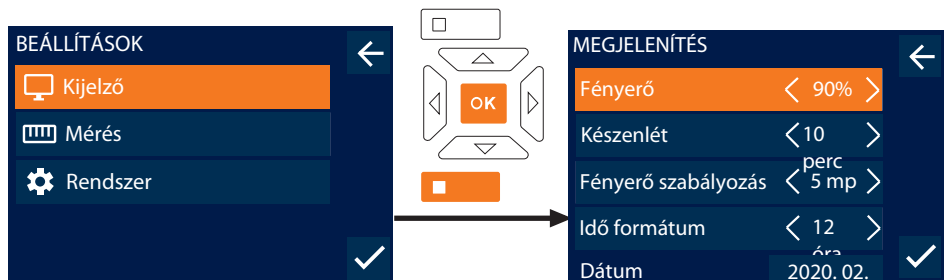 BEÁLLÍTÁSOK
Kijelző
Mérés
Rendszer
OK
MEGJELENÍTÉS
Fényerő 90%
Készenlét 10 perc
Fényerő szabályozás 5 mp
Idő formátum 12 óra
Dátum 2020. 02.